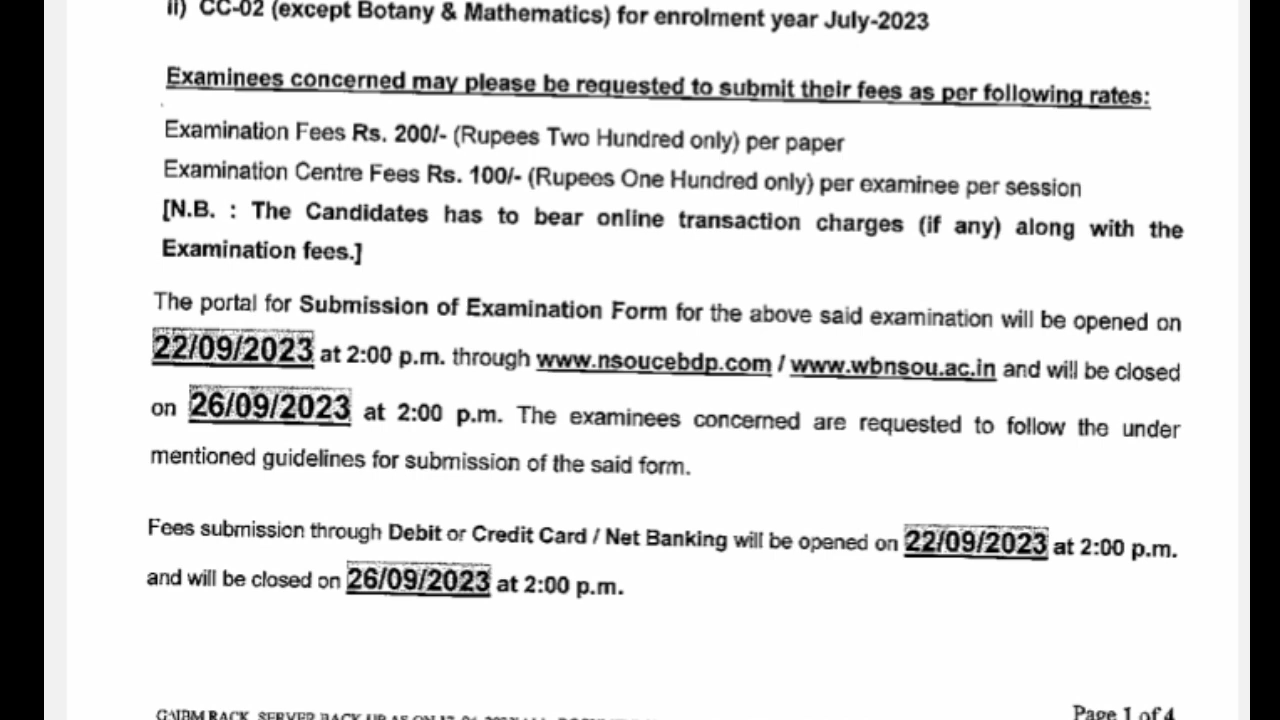 ii) CC-02 (except Botany & Mathematics) for enrolment year July-2023
Examinees concerned may please be requested to submit their fees as per following rates:
Examination Fees Rs. 200/- (Rupees Two Hundred only) per paper
Examination Centre Fees Rs. 100/- (Rupees One Hundred only) per examinee per session
[N.B. : The Candidates has to bear online transaction charges (if any) along with the
Examination fees.]
The portal for Submission of Examination Form for the above said examination will be opened on
22/09/2023 at 2:00 p.m. through www.nsoucebdp.com / www.wbnsou.ac.in and will be closed
on 26/09/2023 at 2:00 p.m. The examinees concerned are requested to follow the under
mentioned guidelines for submission of the said form.
Fees submission through Debit or Credit Card / Net Banking will be opened on 22/09/2023 at 2:00 p.m.
and will be closed on 26/09/2023 at 2:00 p.m.
SERVER BACK UP AS ON
Page 1 of 4